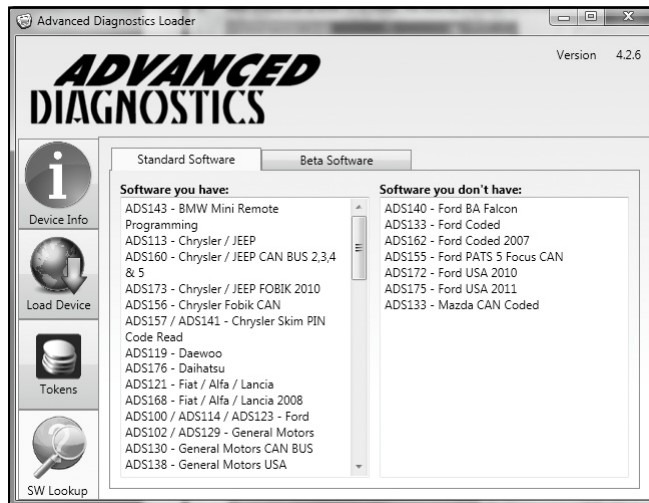 Advanced Diagnostics Loader
Version 4.2.6
ADVANCED
DIAGNOSTICS
Device Info
Load Device
Tokens
SW Lookup
Standard Software
Beta Software
Software you have:
ADS143 - BMW Mini Remote
Programming
ADS113 - Chrysler / JEEP
ADS160 - Chrysler / JEEP CAN BUS 2,3,4
& 5
ADS173 - Chrysler / JEEP FOBIK 2010
ADS156 - Chrysler Fobik CAN
ADS157 / ADS141 - Chrysler Skim PIN
Code Read
ADS119 - Daewoo
ADS176 - Daihatsu
ADS121 - Fiat / Alfa / Lancia
ADS168 - Fiat / Alfa / Lancia 2008
ADS100 / ADS114 / ADS123 - Ford
ADS102 / ADS129 - General Motors
ADS130 - General Motors CAN BUS
ADS138 - General Motors USA
Software you don't have:
ADS140 - Ford BA Falcon
ADS133 - Ford Coded
ADS162 - Ford Coded 2007
ADS155 - Ford PATS 5 Focus CAN
ADS172 - Ford USA 2010
ADS175 - Ford USA 2011
ADS133 - Mazda CAN Coded